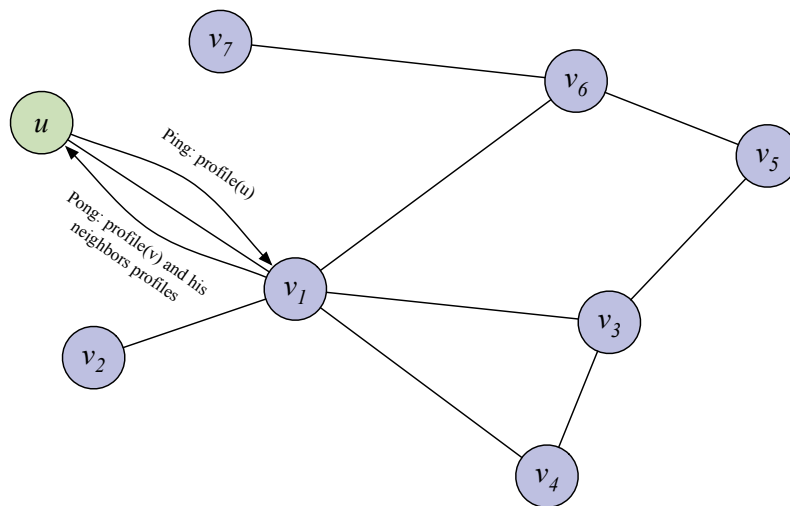 v7
v6
u
Ping: profile(u)
v5
Pong: profile(v) and his
neighbors profiles
v1
v3
v2
v4